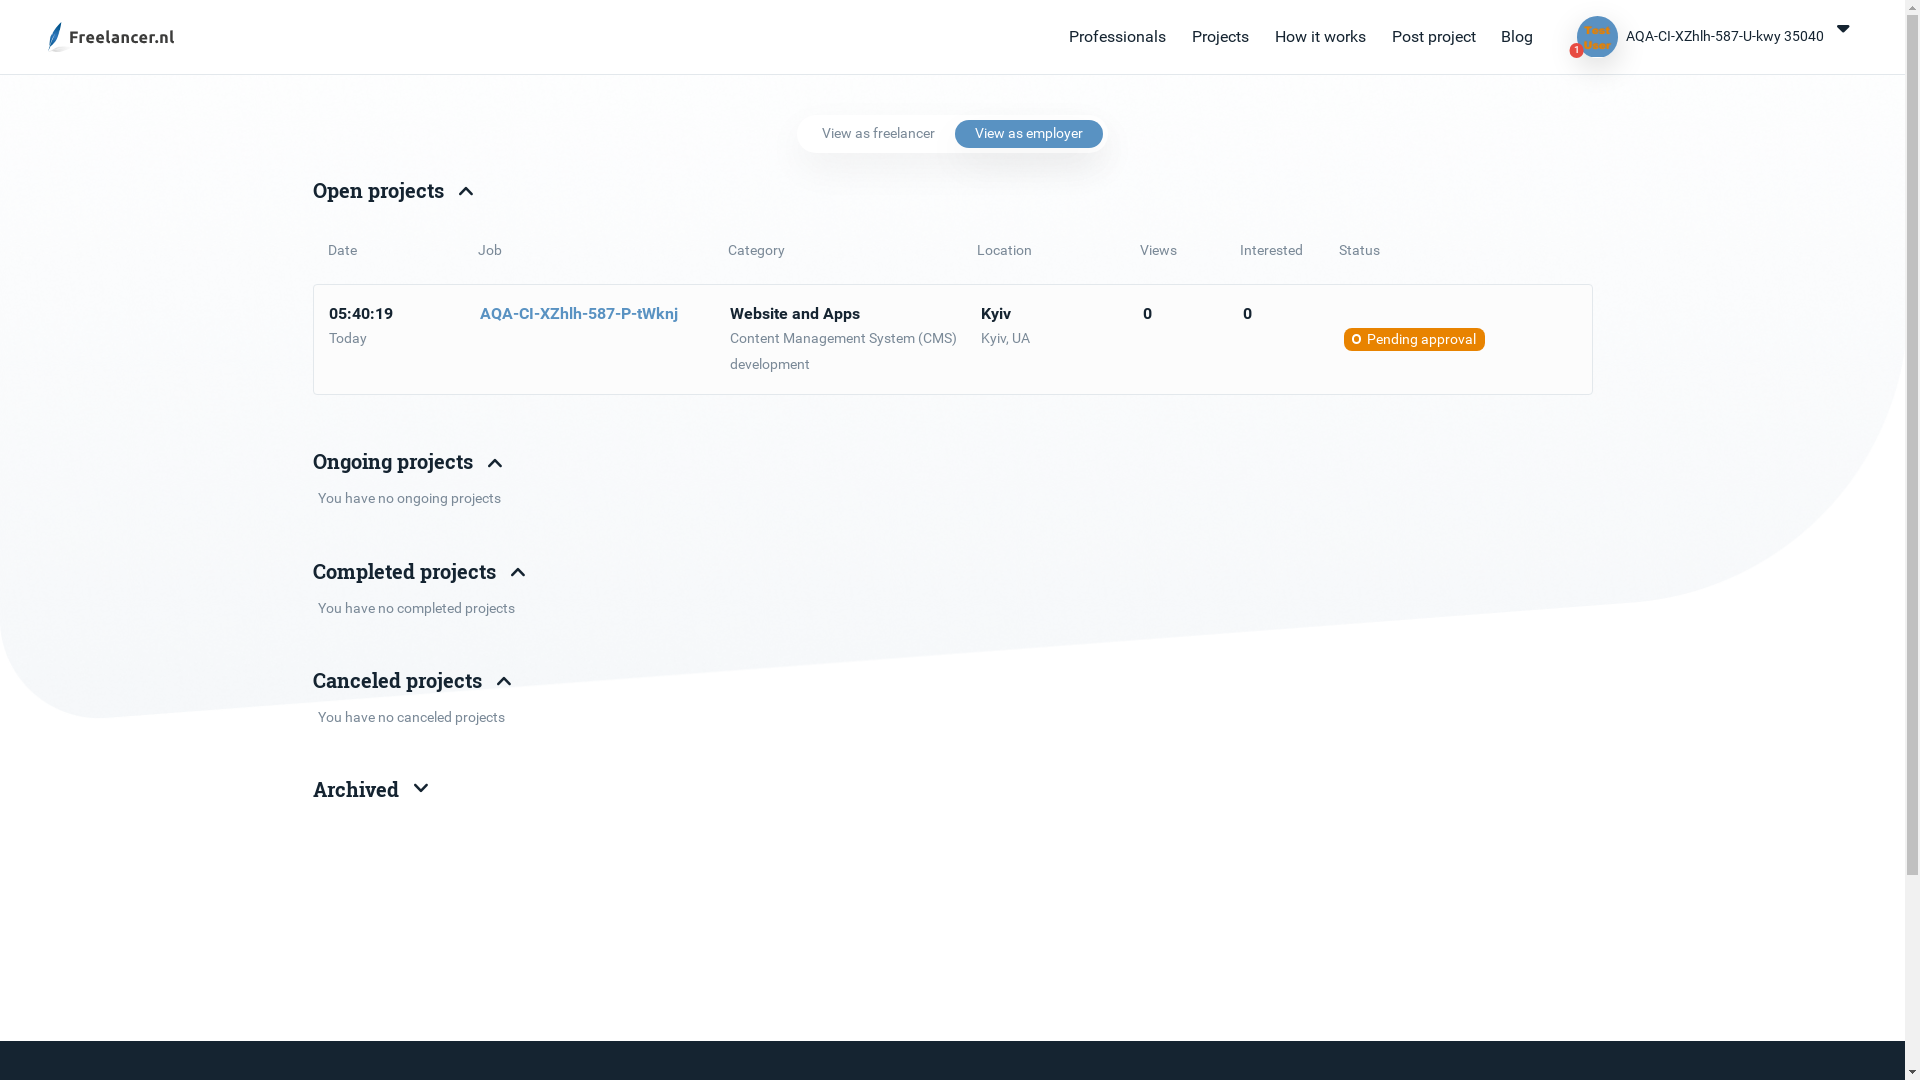 Freelancer.nl
Professionals
Projects
How it works
Post project
Blog
Test
User
1
AQA-CI-XZhlh-587-U-kwy 35040
View as freelancer
View as employer
Open projects
Date
Job
Category
Location
Views
Interested
Status
05:40:19
AQA-CI-XZhlh-587-P-tWknj
Website and Apps
Kyiv
0
0
Today
Content Management System (CMS)
development
Kyiv, UA
Pending approval
Ongoing projects
You have no ongoing projects
Completed projects
You have no completed projects
Canceled projects
You have no canceled projects
Archived